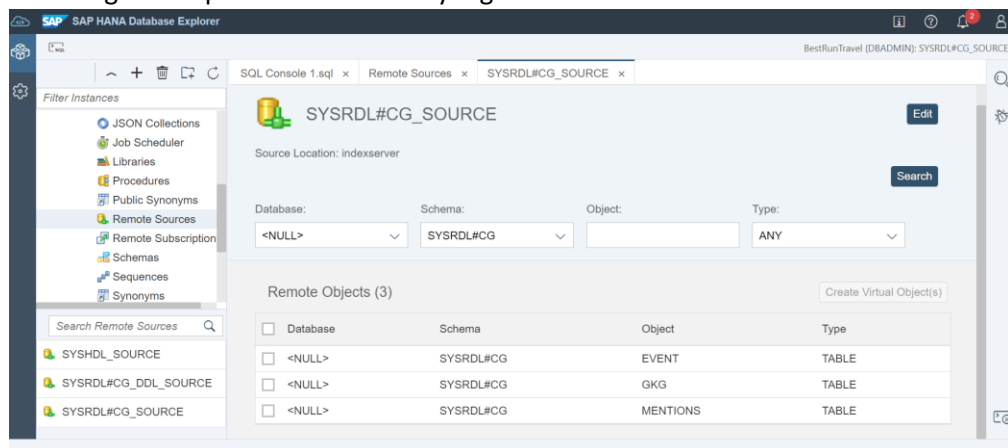 SAP SAP HANA Database Explorer
2
SQL
BestRunTravel (DBADMIN): SYSRDL#CG_SOURCE
SQL Console 1.sql × Remote Sources × SYSRDL#CG_SOURCE ×
Filter Instances
JSON Collections
Job Scheduler
Libraries
Procedures
Public Synonyms
Remote Sources
Remote Subscription
Schemas
Sequences
Synonyms
Search Remote Sources
SYSHDL_SOURCE
SYSRDL#CG_DDL_SOURCE
SYSRDL#CG_SOURCE
SYSRDL#CG_SOURCE
Edit
Source Location: indexserver
Search
Database: Schema: Object: Type:
<NULL> SYSRDL#CG ANY
Remote Objects (3)
Create Virtual Object(s)
Database Schema Object Type
<NULL> SYSRDL#CG EVENT TABLE
<NULL> SYSRDL#CG GKG TABLE
<NULL> SYSRDL#CG MENTIONS TABLE